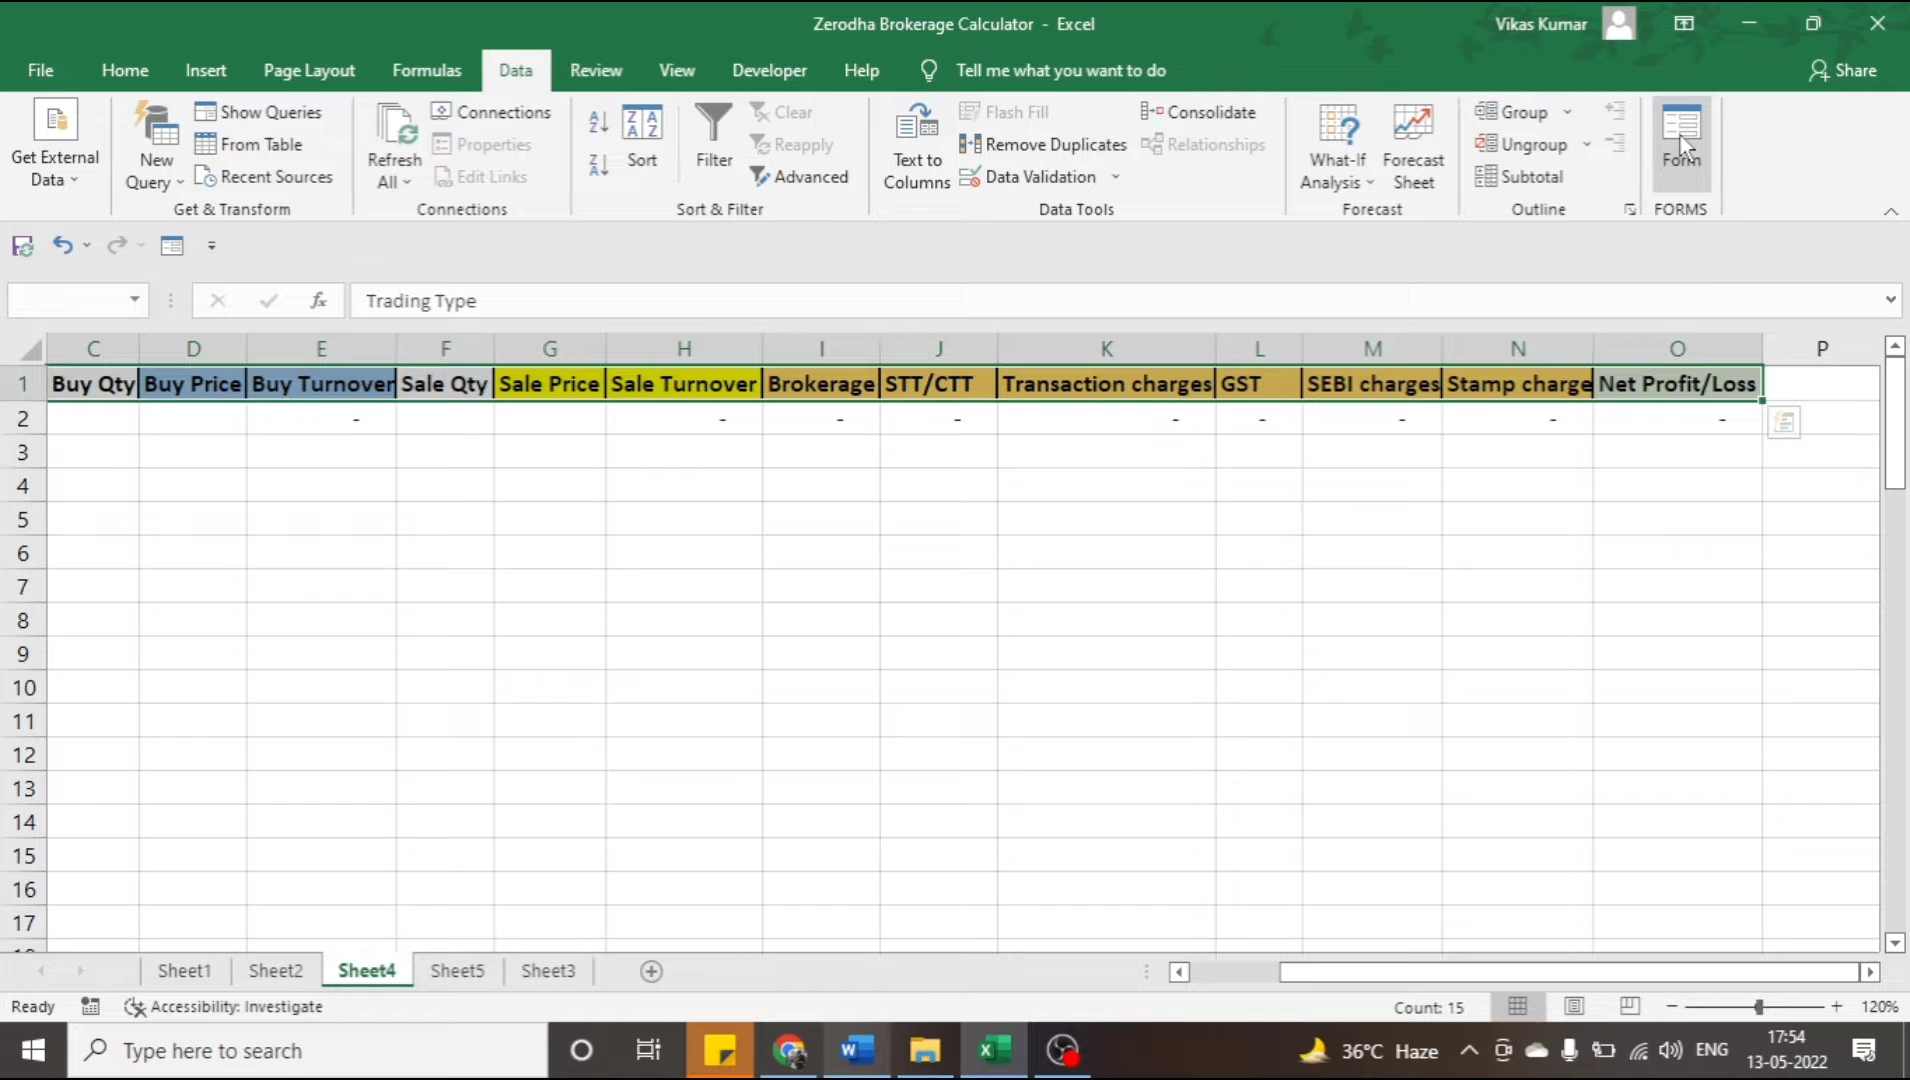 Zerodha Brokerage Calculator - Excel
Vikas Kumar
File Home Insert Page Layout Formulas Data Review View Developer Help Tell me what you want to do Share
Get External Data
New Query
Show Queries
From Table
Recent Sources
Get & Transform
Refresh All
Connections
Properties
Edit Links
Connections
Sort
Filter
Clear
Reapply
Advanced
Sort & Filter
Text to Columns
Flash Fill
Remove Duplicates
Data Validation
Consolidate
Relationships
Data Tools
What-If Analysis
Forecast Sheet
Forecast
Group
Ungroup
Subtotal
Outline
Form
FORMS
fx Trading Type
C D E F G H I J K L M N O P
1 Buy Qty Buy Price Buy Turnover Sale Qty Sale Price Sale Turnover Brokerage STT/CTT Transaction charges GST SEBI charges Stamp charge Net Profit/Loss
2 - - - - - - - - -
3
4
5
6
7
8
9
10
11
12
13
14
15
16
17
Sheet1 Sheet2 Sheet4 Sheet5 Sheet3
Ready Accessibility: Investigate Count: 15 120%
Type here to search 36°C Haze ENG 17:54
13-05-2022